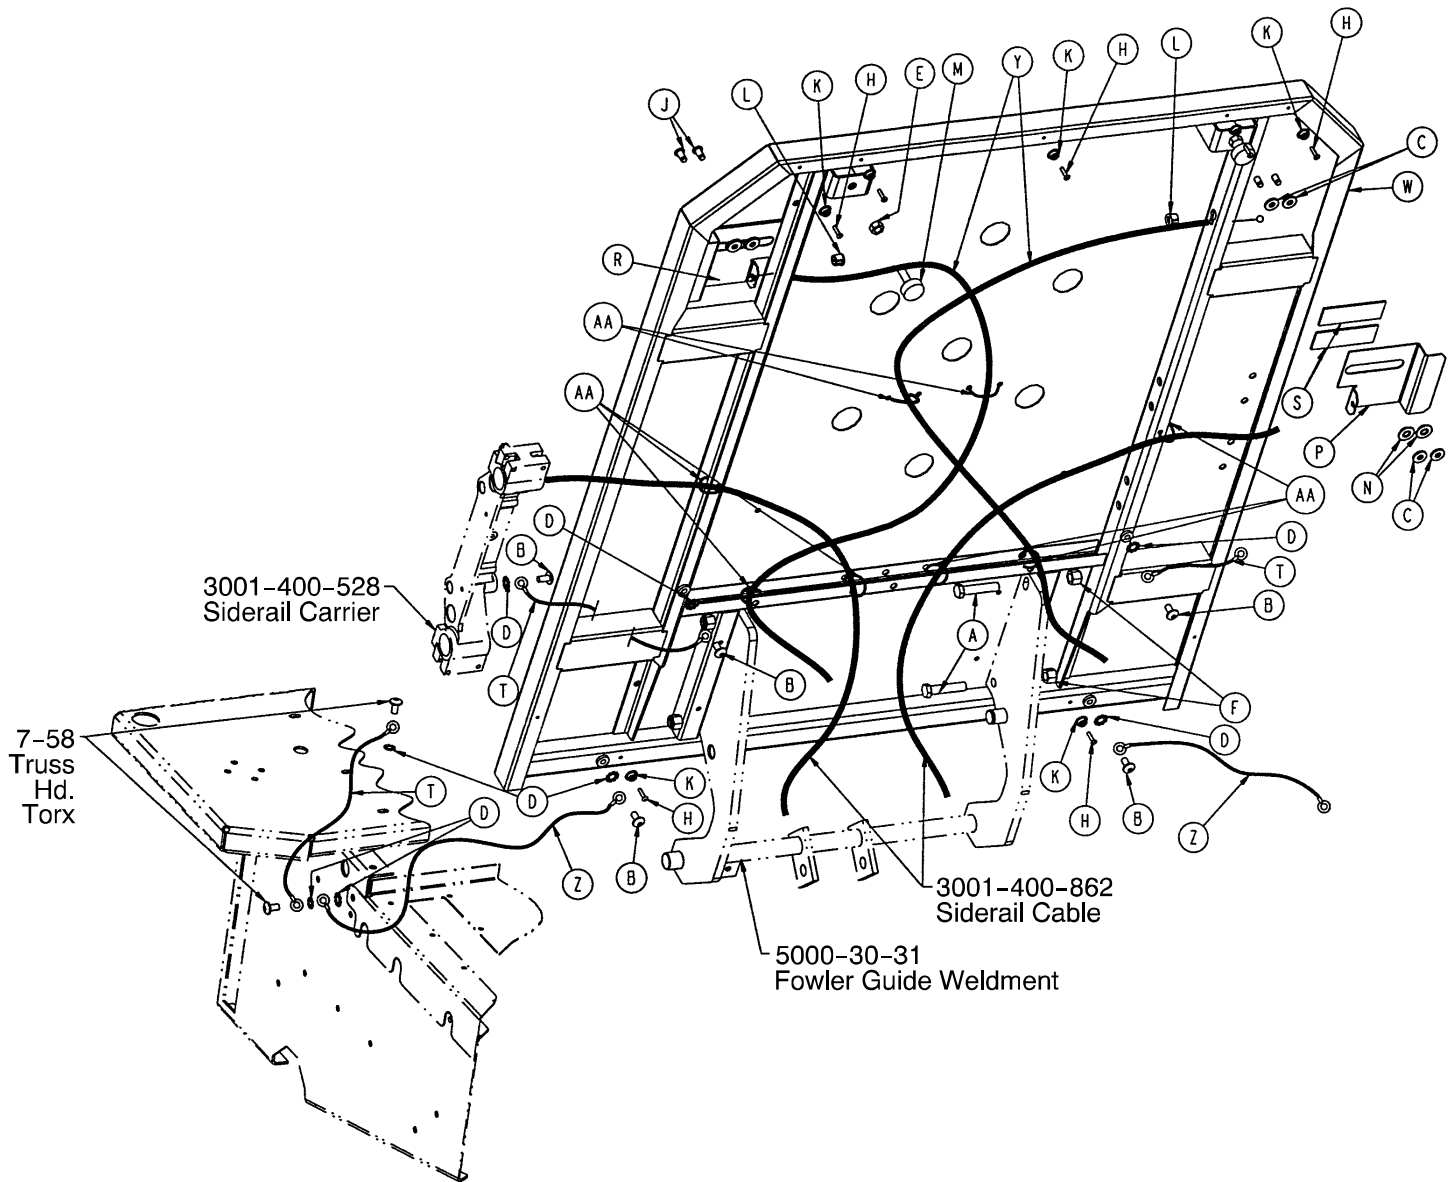 H
K
L
H
K
Y
M
E
H
K
L
J
C
W
R
AA
AA
S
P
N
C
AA
D
B
D
T
3001-400-528
Siderail Carrier
D
A
B
T
B
F
7-58
Truss
Hd.
Torx
D
K
D
T
D
K
H
H
B
Z
B
Z
3001-400-862
Siderail Cable
5000-30-31
Fowler Guide Weldment